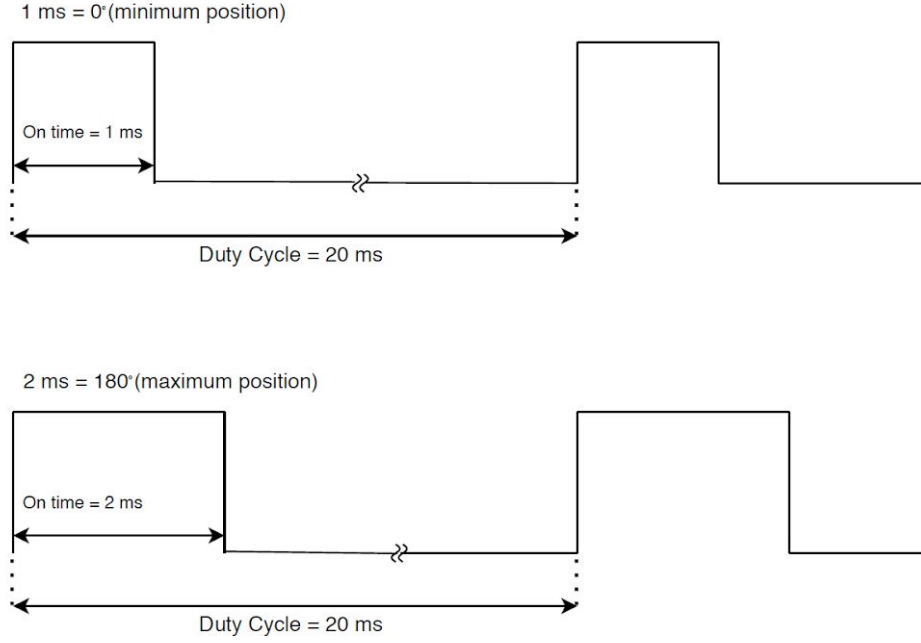 1 ms = 0°(minimum position)
On time = 1 ms
Duty Cycle = 20 ms
2 ms = 180°(maximum position)
On time = 2 ms
Duty Cycle = 20 ms